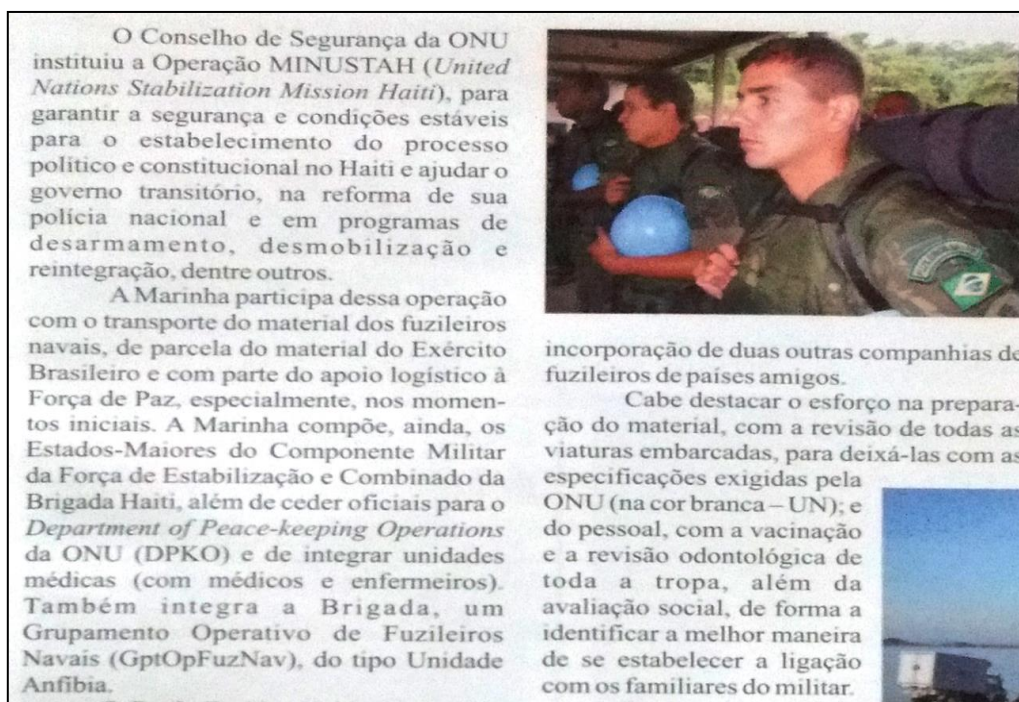 O Conselho de Segurança da ONU
instituiu a Operação MINUSTAH (United
Nations Stabilization Mission Haiti), para
garantir a segurança e condições estáveis
para o estabelecimento do processo
político e constitucional no Haiti e ajudar o
governo transitório, na reforma de sua
polícia nacional e em programas de
desarmamento, desmobilização e
reintegração, dentre outros.
A Marinha participa dessa operação
com o transporte do material dos fuzileiros
navais, de parcela do material do Exército
Brasileiro e com parte do apoio logístico à
Força de Paz, especialmente, nos momen-
tos iniciais. A Marinha compõe, ainda, os
Estados-Maiores do Componente Militar
da Força de Estabilização e Combinado da
Brigada Haiti, além de ceder oficiais para o
Department of Peace-keeping Operations
da ONU (DPKO) e de integrar unidades
médicas (com médicos e enfermeiros).
Também integra a Brigada, um
Grupamento Operativo de Fuzileiros
Navais (GptOpFuzNav), do tipo Unidade
Anfíbia.
incorporação de duas outras companhias de
fuzileiros de países amigos.
Cabe destacar o esforço na prepara-
ção do material, com a revisão de todas as
viaturas embarcadas, para deixá-las com as
especificações exigidas pela
ONU (na cor branca – UN); e
do pessoal, com a vacinação
e a revisão odontológica de
toda a tropa, além da
avaliação social, de forma a
identificar a melhor maneira
de se estabelecer a ligação
com os familiares do militar.